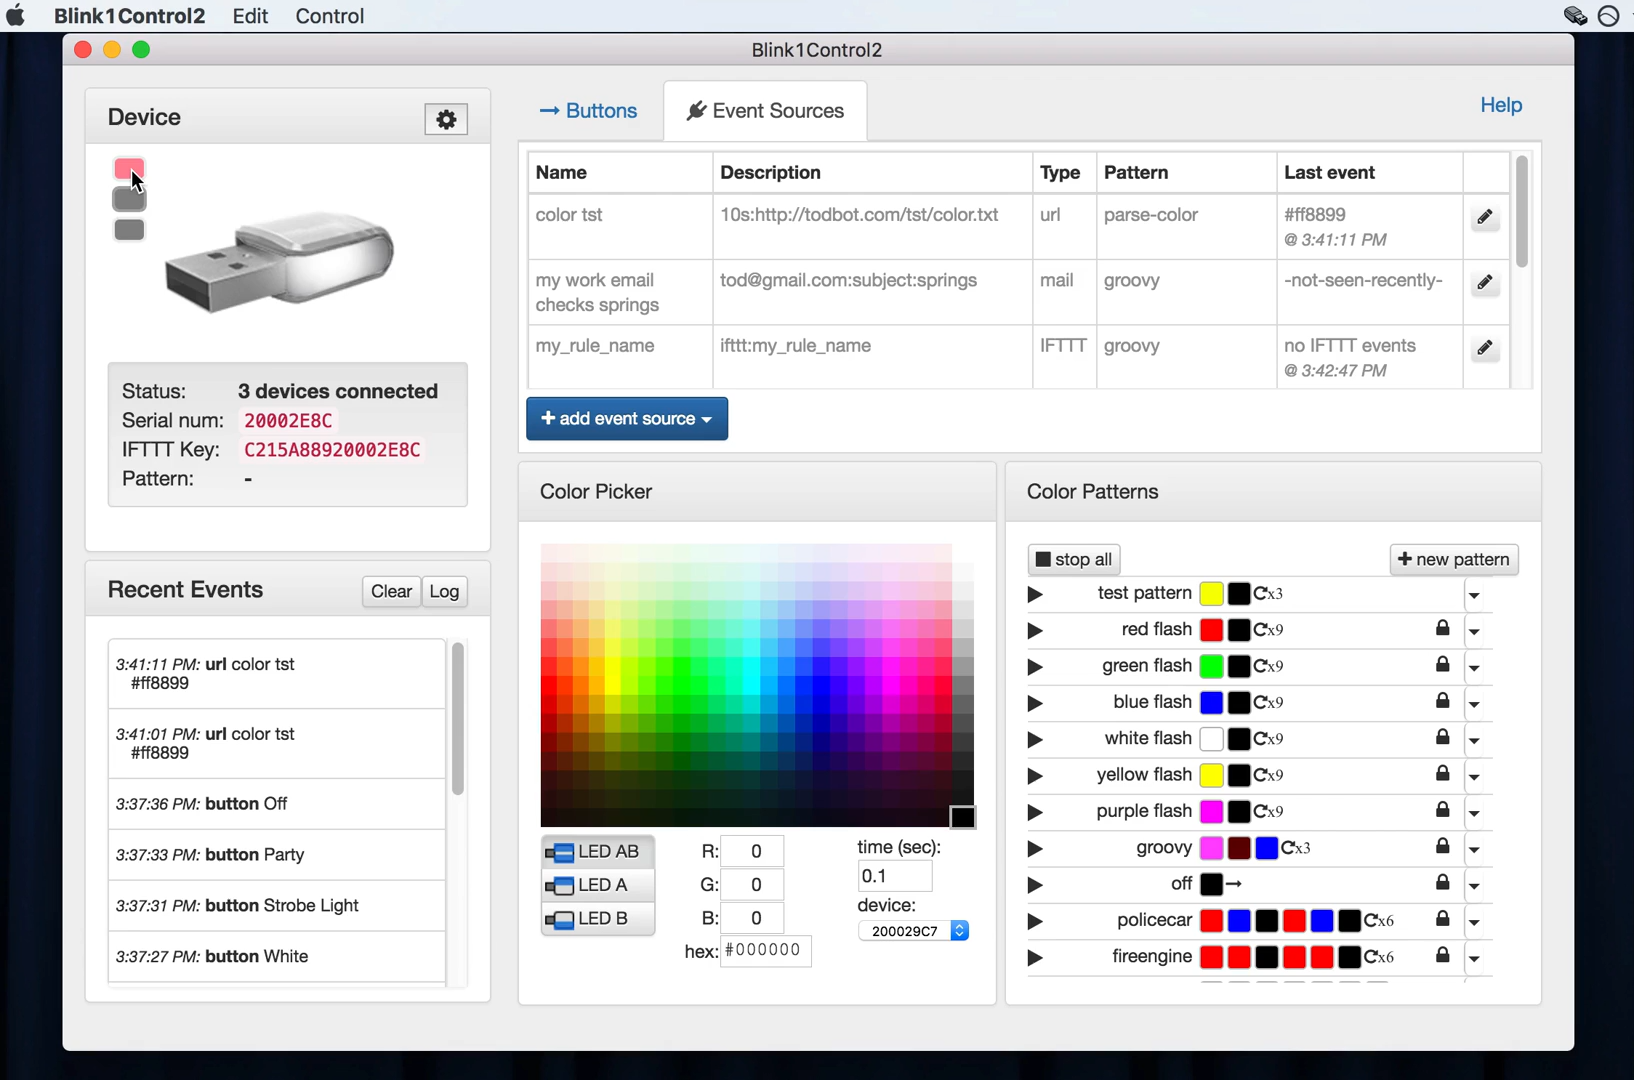 Blink1Control2 Edit Control
Blink1Control2
Device
Status: 3 devices connected
Serial num: 20002E8C
IFTTT Key: C215A88920002E8C
Pattern: -
Recent Events Clear Log
3:41:11 PM: url color tst
#ff8899
3:41:01 PM: url color tst
#ff8899
3:37:36 PM: button Off
3:37:33 PM: button Party
3:37:31 PM: button Strobe Light
3:37:27 PM: button White
→ Buttons Event Sources Help
Name Description Type Pattern Last event
color tst 10s:http://todbot.com/tst/color.txt url parse-color #ff8899
@ 3:41:11 PM
my work email tod@gmail.com:subject:springs mail groovy -not-seen-recently-
checks springs
my_rule_name ifttt:my_rule_name IFTTT groovy no IFTTT events
@ 3:42:47 PM
+ add event source
Color Picker
LED AB
LED A
LED B
R: 0
G: 0
B: 0
hex: #000000
time (sec):
0.1
device:
200029C7
Color Patterns
stop all + new pattern
test pattern x3
red flash x9
green flash x9
blue flash x9
white flash x9
yellow flash x9
purple flash x9
groovy x3
off →
policecar x6
fireengine x6